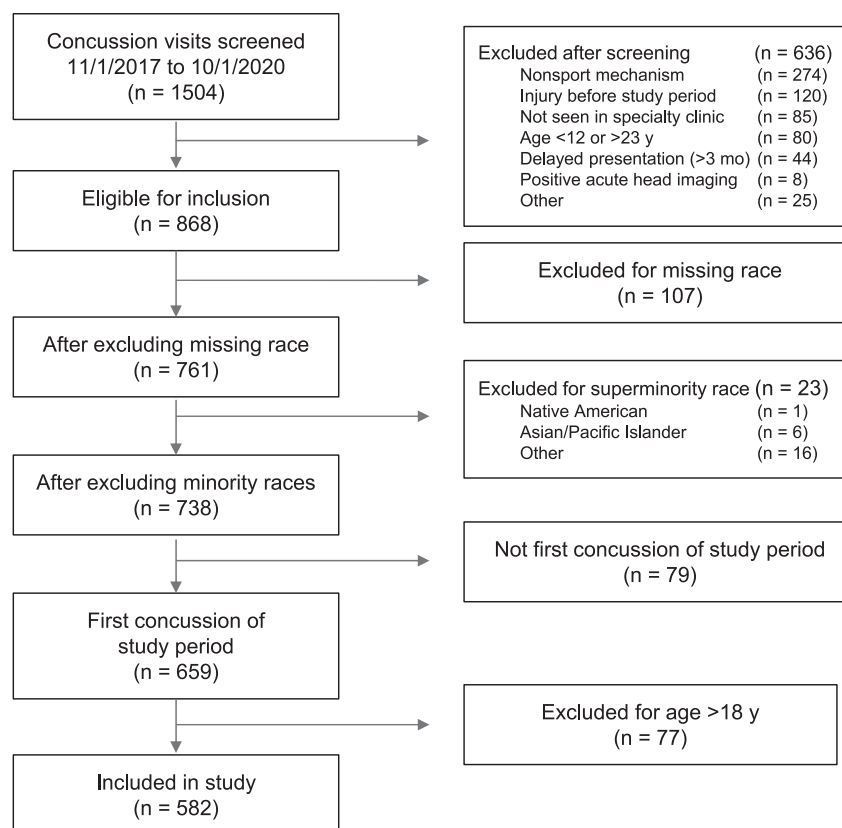 Concussion visits screened
11/1/2017 to 10/1/2020
(n = 1504)
Excluded after screening (n = 636)
Nonsport mechanism (n = 274)
Injury before study period (n = 120)
Not seen in specialty clinic (n = 85)
Age <12 or >23 y (n = 80)
Delayed presentation (>3 mo) (n = 44)
Positive acute head imaging (n = 8)
Other (n = 25)
Eligible for inclusion
(n = 868)
Excluded for missing race
(n = 107)
After excluding missing race
(n = 761)
Excluded for superminority race (n = 23)
Native American (n = 1)
Asian/Pacific Islander (n = 6)
Other (n = 16)
After excluding minority races
(n = 738)
Not first concussion of study period
(n = 79)
First concussion of
study period
(n = 659)
Excluded for age >18 y
(n = 77)
Included in study
(n = 582)